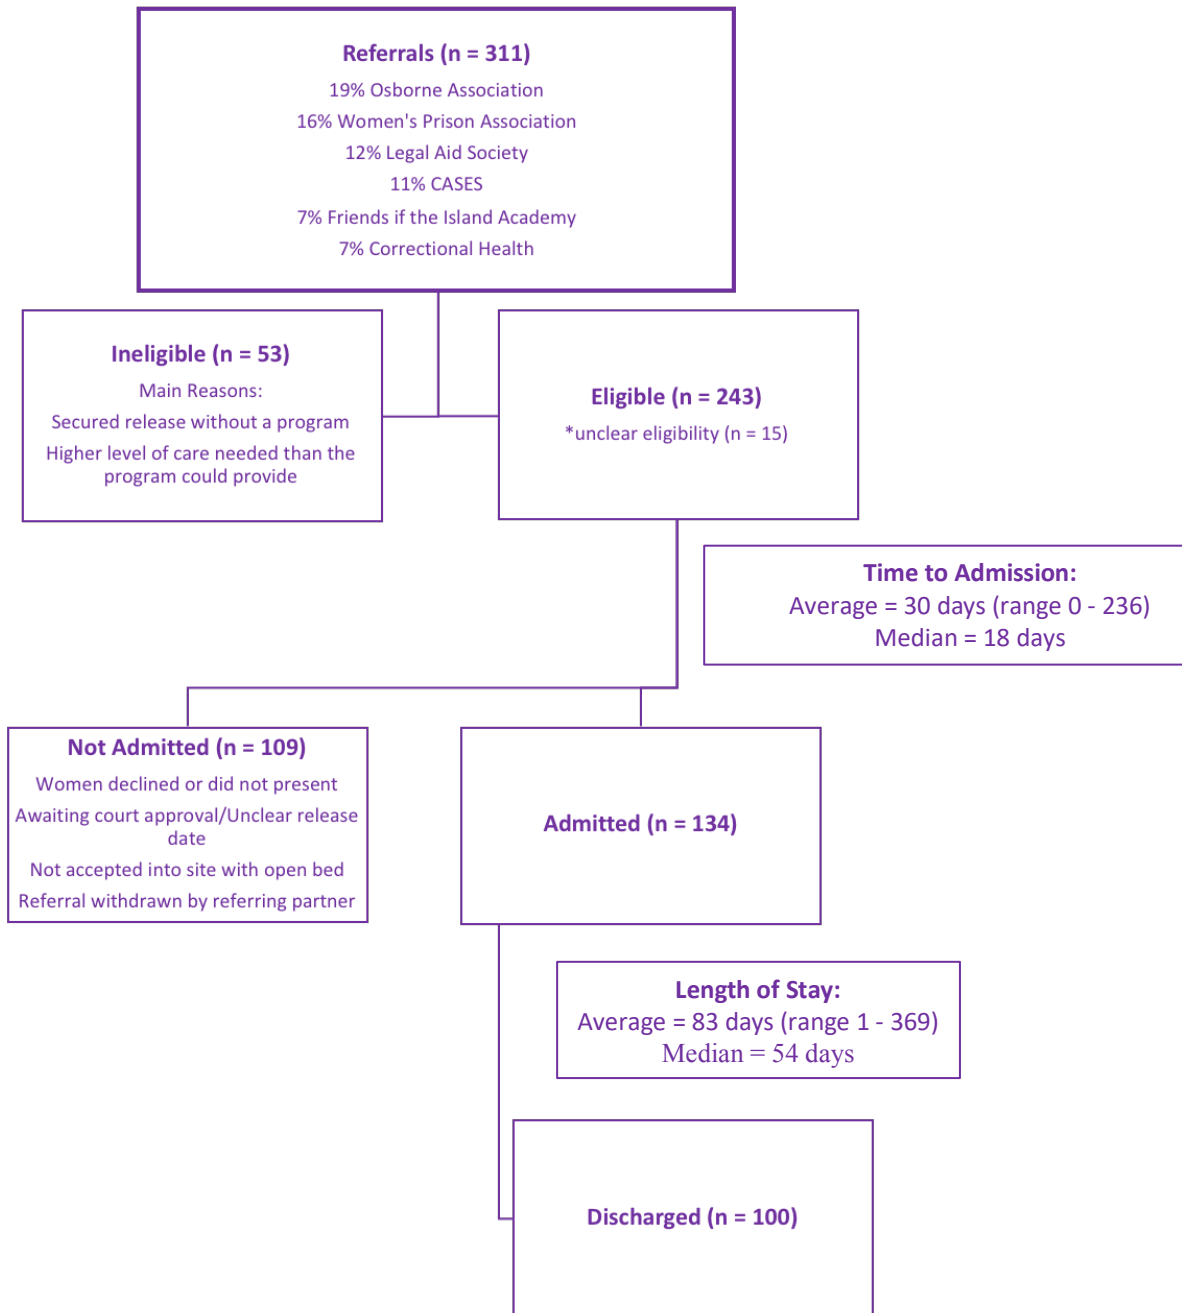 Referrals (n = 311)
19% Osborne Association
16% Women's Prison Association
12% Legal Aid Society
11% CASES
7% Friends if the Island Academy
7% Correctional Health
Ineligible (n = 53)
Main Reasons:
Secured release without a program
Higher level of care needed than the
program could provide
Eligible (n = 243)
*unclear eligibility (n = 15)
Time to Admission:
Average = 30 days (range 0 - 236)
Median = 18 days
Not Admitted (n = 109)
Women declined or did not present
Awaiting court approval/Unclear release
date
Not accepted into site with open bed
Referral withdrawn by referring partner
Admitted (n = 134)
Length of Stay:
Average = 83 days (range 1 - 369)
Median = 54 days
Discharged (n = 100)